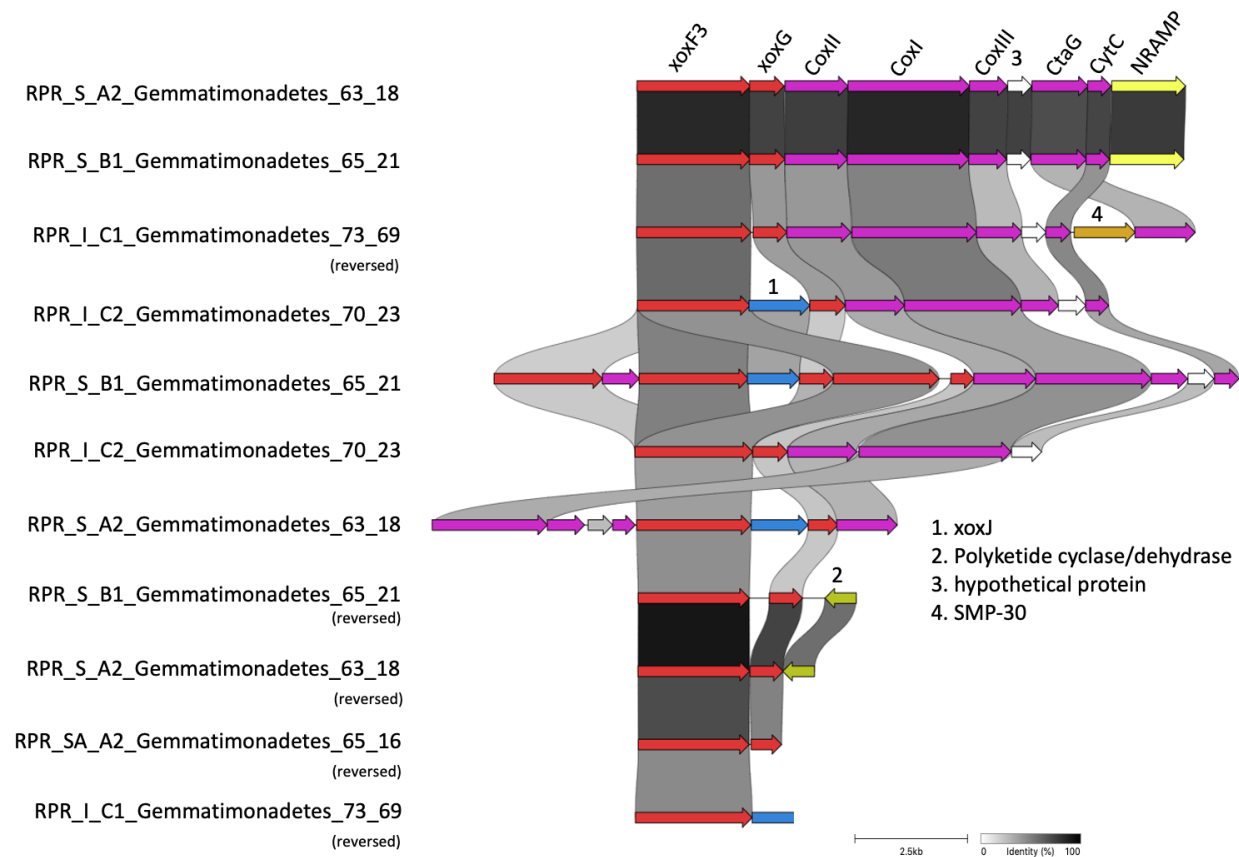 xoxF3 xoxG CoxII CoxI CoxIII 3 CtaG CytC NRAMP
RPR_S_A2_Gemmatimonadetes_63_18
RPR_S_B1_Gemmatimonadetes_65_21
4
RPR_I_C1_Gemmatimonadetes_73_69
(reversed)
1
RPR_I_C2_Gemmatimonadetes_70_23
RPR_S_B1_Gemmatimonadetes_65_21
RPR_I_C2_Gemmatimonadetes_70_23
RPR_S_A2_Gemmatimonadetes_63_18
1. xoxJ
2. Polyketide cyclase/dehydrase
3. hypothetical protein
4. SMP-30
2
RPR_S_B1_Gemmatimonadetes_65_21
(reversed)
RPR_S_A2_Gemmatimonadetes_63_18
(reversed)
RPR_SA_A2_Gemmatimonadetes_65_16
(reversed)
RPR_I_C1_Gemmatimonadetes_73_69
(reversed)
2.5kb
0 Identity (%) 100